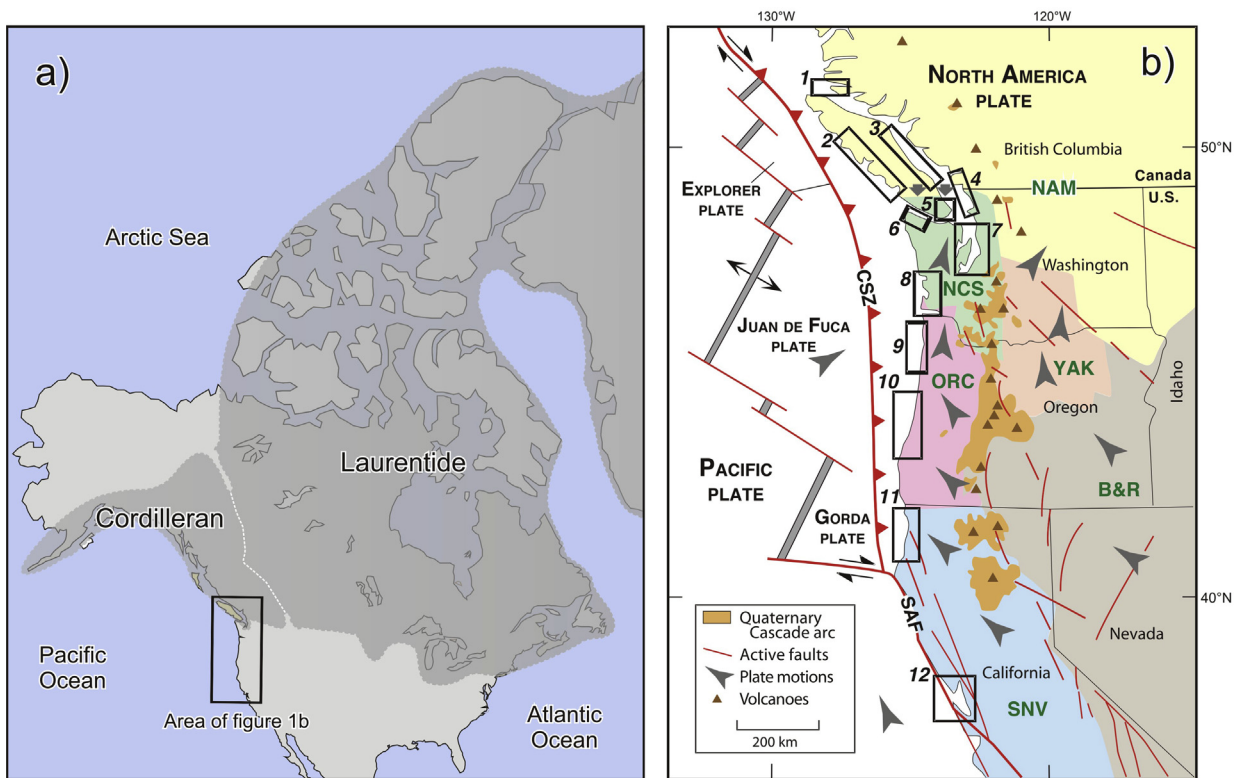 a)
Arctic Sea
Laurentide
Cordilleran
Pacific
Ocean
Area of figure 1b
Atlantic
Ocean
130°W
120°W
b)
NORTH AMERICA
PLATE
1
2
3
British Columbia
50°N
4
NAM
Canada
U.S.
EXPLORER
PLATE
5
6
7
Washington
CSZ
8
NCS
JUAN DE FUCA
PLATE
9
ORC
YAK
Idaho
10
Oregon
PACIFIC
PLATE
B&R
11
GORDA
PLATE
40°N
SAF
Quaternary
Cascade arc
Active faults
Plate motions
Volcanoes
200 km
Nevada
California
12
SNV